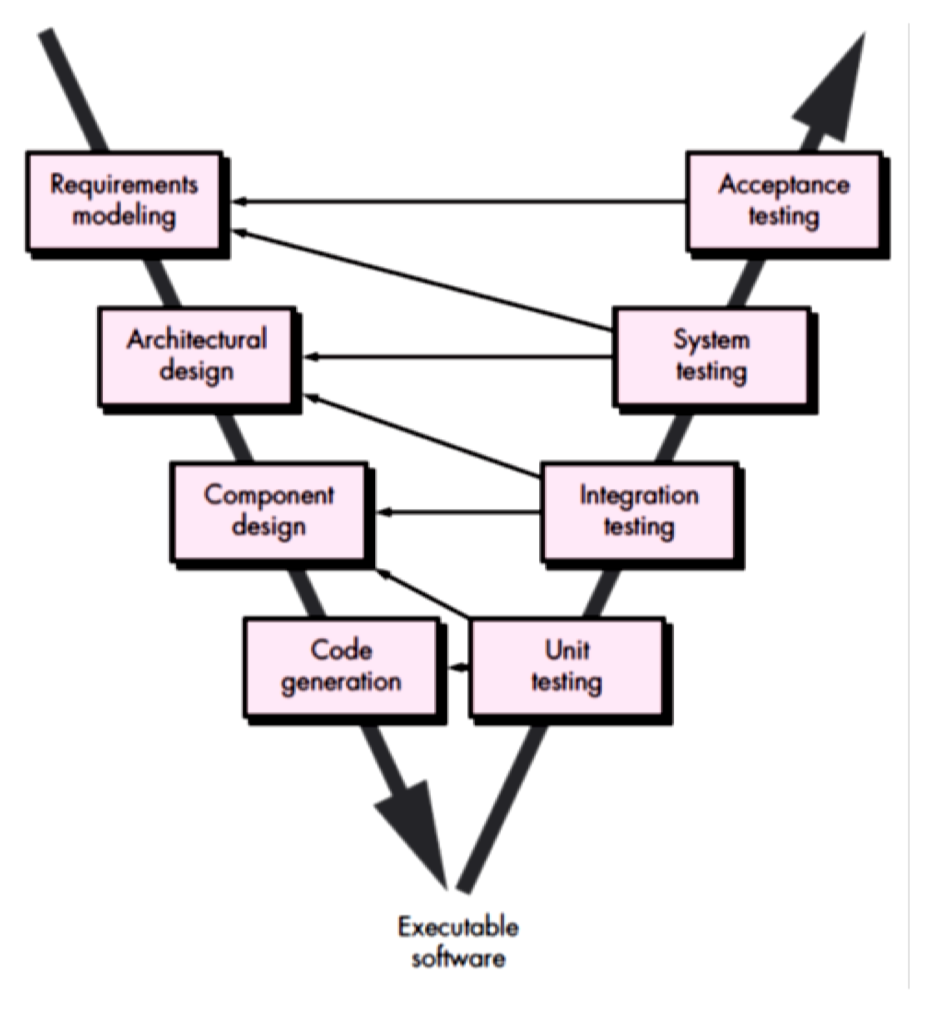 Requirements
modeling
Acceptance
testing
Architectural
design
System
testing
Component
design
Integration
testing
Code
generation
Unit
testing
Executable
software